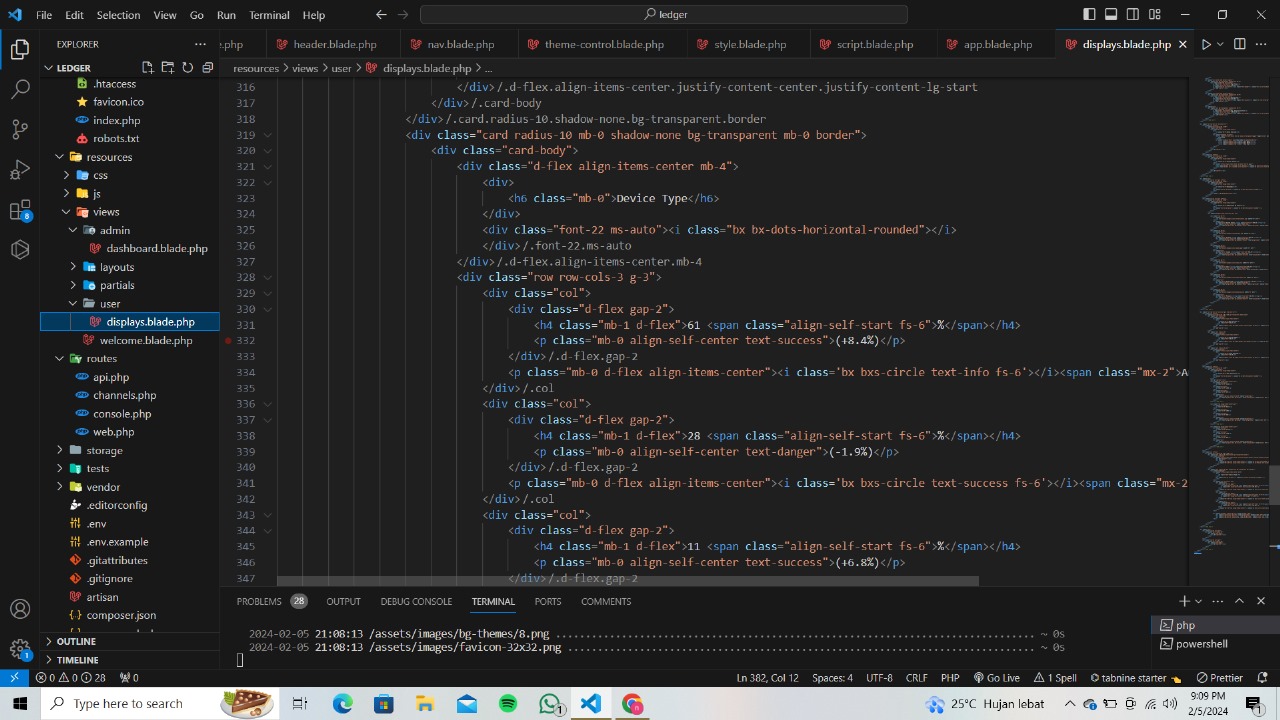 File Edit Selection View Go Run Terminal Help
ledger
EXPLORER
LEDGER
.htaccess
favicon.ico
index.php
robots.txt
resources
css
js
views
admin
dashboard.blade.php
layouts
partials
user
displays.blade.php
welcome.blade.php
routes
api.php
channels.php
console.php
web.php
storage
tests
vendor
.editorconfig
.env
.env.example
.gitattributes
.gitignore
artisan
composer.json
OUTLINE
TIMELINE
e.php header.blade.php nav.blade.php theme-control.blade.php style.blade.php script.blade.php app.blade.php displays.blade.php
resources > views > user > displays.blade.php > ...
316 </div>/.d-flex.align-items-center.justify-content-center.justify-content-lg-start
317 </div>/.card-body
318 </div>/.card.radius-10.shadow-none.bg-transparent.border
319 <div class="card radius-10 mb-0 shadow-none bg-transparent mb-0 border">
320 <div class="card-body">
321 <div class="d-flex align-items-center mb-4">
322 <div>
323 <h6 class="mb-0">Device Type</h6>
324 </div>
325 <div class="font-22 ms-auto"><i class="bx bx-dots-horizontal-rounded"></i>
326 </div>/.font-22.ms-auto
327 </div>/.d-flex.align-items-center.mb-4
328 <div class="row row-cols-3 g-3">
329 <div class="col">
330 <div class="d-flex gap-2">
331 <h4 class="mb-1 d-flex">61 <span class="align-self-start fs-6">%</span></h4>
332 <p class="mb-0 align-self-center text-success">(+8.4%)</p>
333 </div>/.d-flex.gap-2
334 <p class="mb-0 d-flex align-items-center"><i class='bx bxs-circle text-info fs-6'></i><span class="mx-2">A
335 </div>
336 <div class="col">
337 <div class="d-flex gap-2">
338 <span class="align-self-start fs-6">%</span></h4>
339 <p class="mb-0 align-self-center text-danger">(-1.9%)</p>
340 </div>/.d-flex.gap-2
341 <p class="mb-0 d-flex align-items-center"><i class='bx bxs-circle text-success fs-6'></i><span class="mx-2
342 </div>
343 <div class="col">
344 <div class="d-flex gap-2">
345 <h4 class="mb-1 d-flex">11 <span class="align-self-start fs-6">%</span></h4>
346 <p class="mb-0 align-self-center text-success">(+6.8%)</p>
347 </div>/.d-flex.gap-2
PROBLEMS 28 OUTPUT DEBUG CONSOLE TERMINAL PORTS COMMENTS
2024-02-05 21:08:13 /assets/images/bg-themes/8.png ~ 0s
2024-02-05 21:08:13 /assets/images/favicon-32x32.png ~ 0s
php
powershell
0 0 28 0 Ln 382, Col 12 Spaces: 4 UTF-8 CRLF PHP Go Live 1 Spell Domaine starter Prettier
Type here to search
25°C Hujan lebat
9:09 PM
2/5/2024